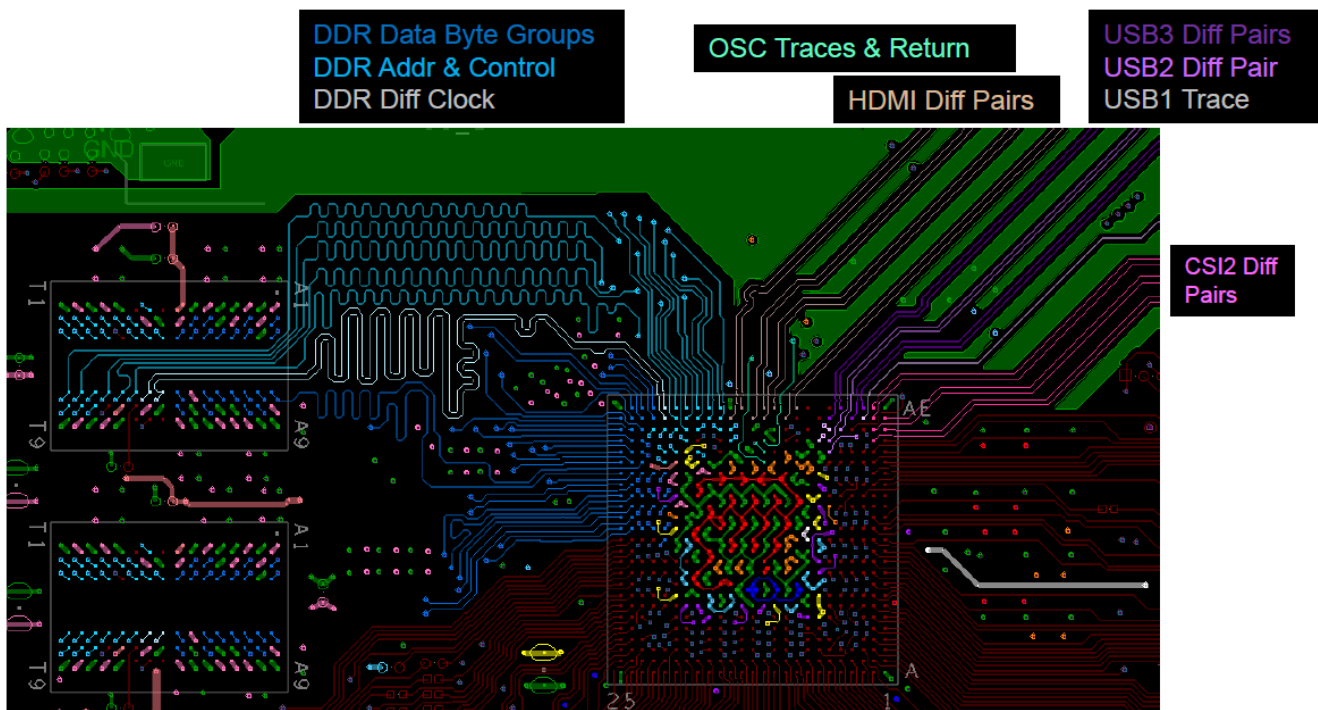 DDR Data Byte Groups
DDR Addr & Control
DDR Diff Clock
OSC Traces & Return
HDMI Diff Pairs
USB3 Diff Pairs
USB2 Diff Pair
USB1 Trace
CSI2 Diff
Pairs
GND
GND
T1
A1
T9
A9
T1
A1
T9
A9
AE
A
25
1